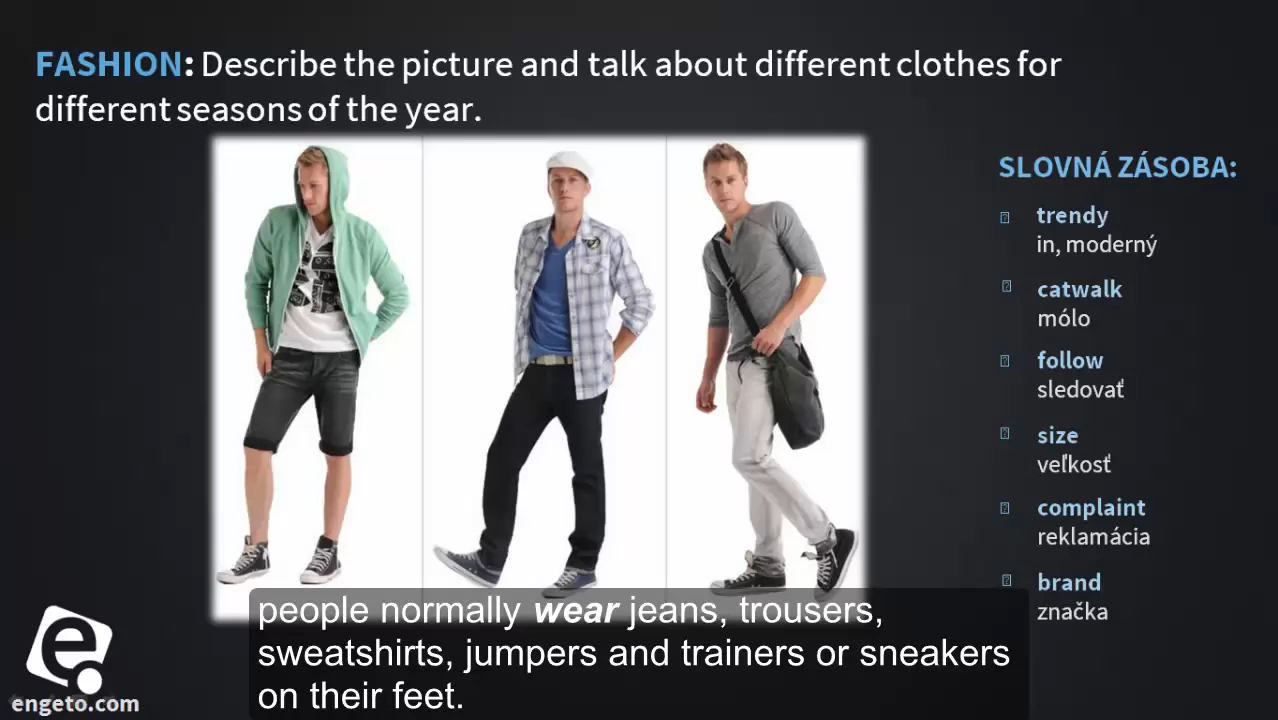 FASHION: Describe the picture and talk about different clothes for
different seasons of the year.
SLOVNÁ ZÁSOBA:
trendy
in, moderný
catwalk
mólo
follow
sledovať
size
veľkosť
complaint
reklamácia
brand
značka
people normally wear jeans, trousers,
sweatshirts, jumpers and trainers or sneakers
on their feet.
e
engeto.com